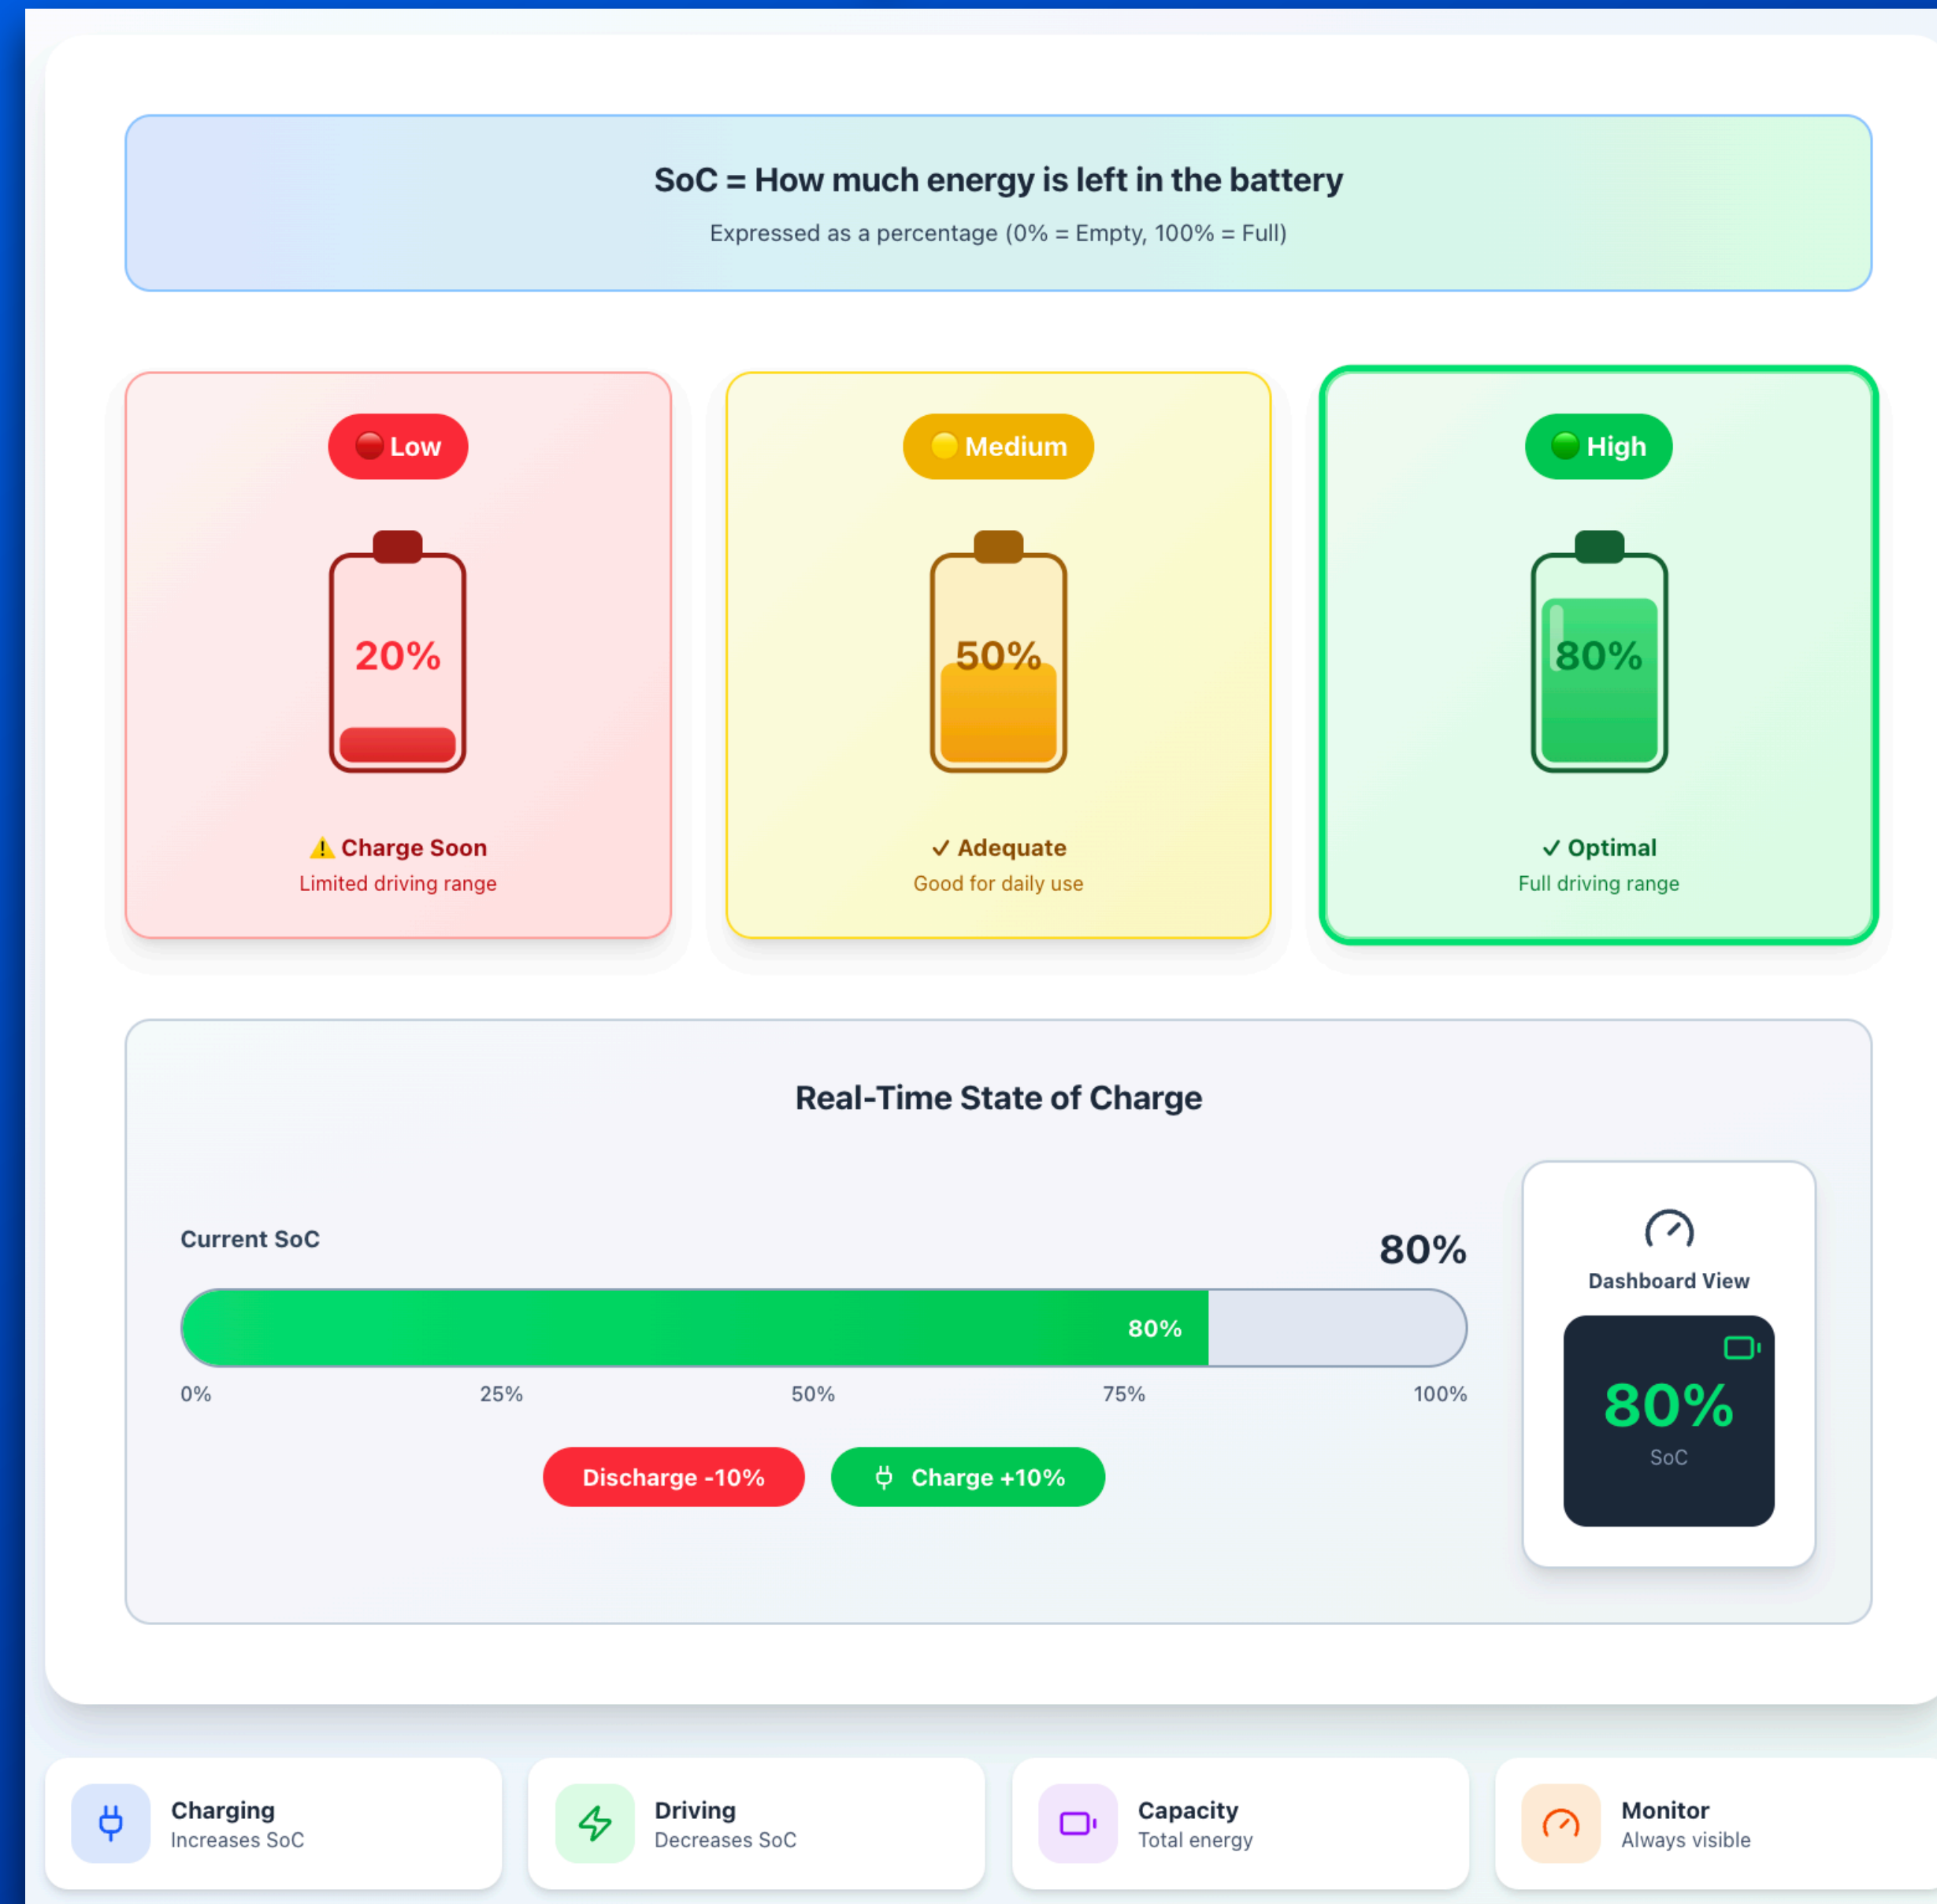 SoC = How much energy is left in the battery
Expressed as a percentage (0% = Empty, 100% = Full)
Low
20%
Charge Soon
Limited driving range
Medium
50%
✓ Adequate
Good for daily use
High
80%
✓ Optimal
Full driving range
Real-Time State of Charge
Current SoC
80%
80%
0% 25% 50% 75% 100%
Discharge -10%
Charge +10%
Dashboard View
80%
SoC
Charging
Increases SoC
Driving
Decreases SoC
Capacity
Total energy
Monitor
Always visible